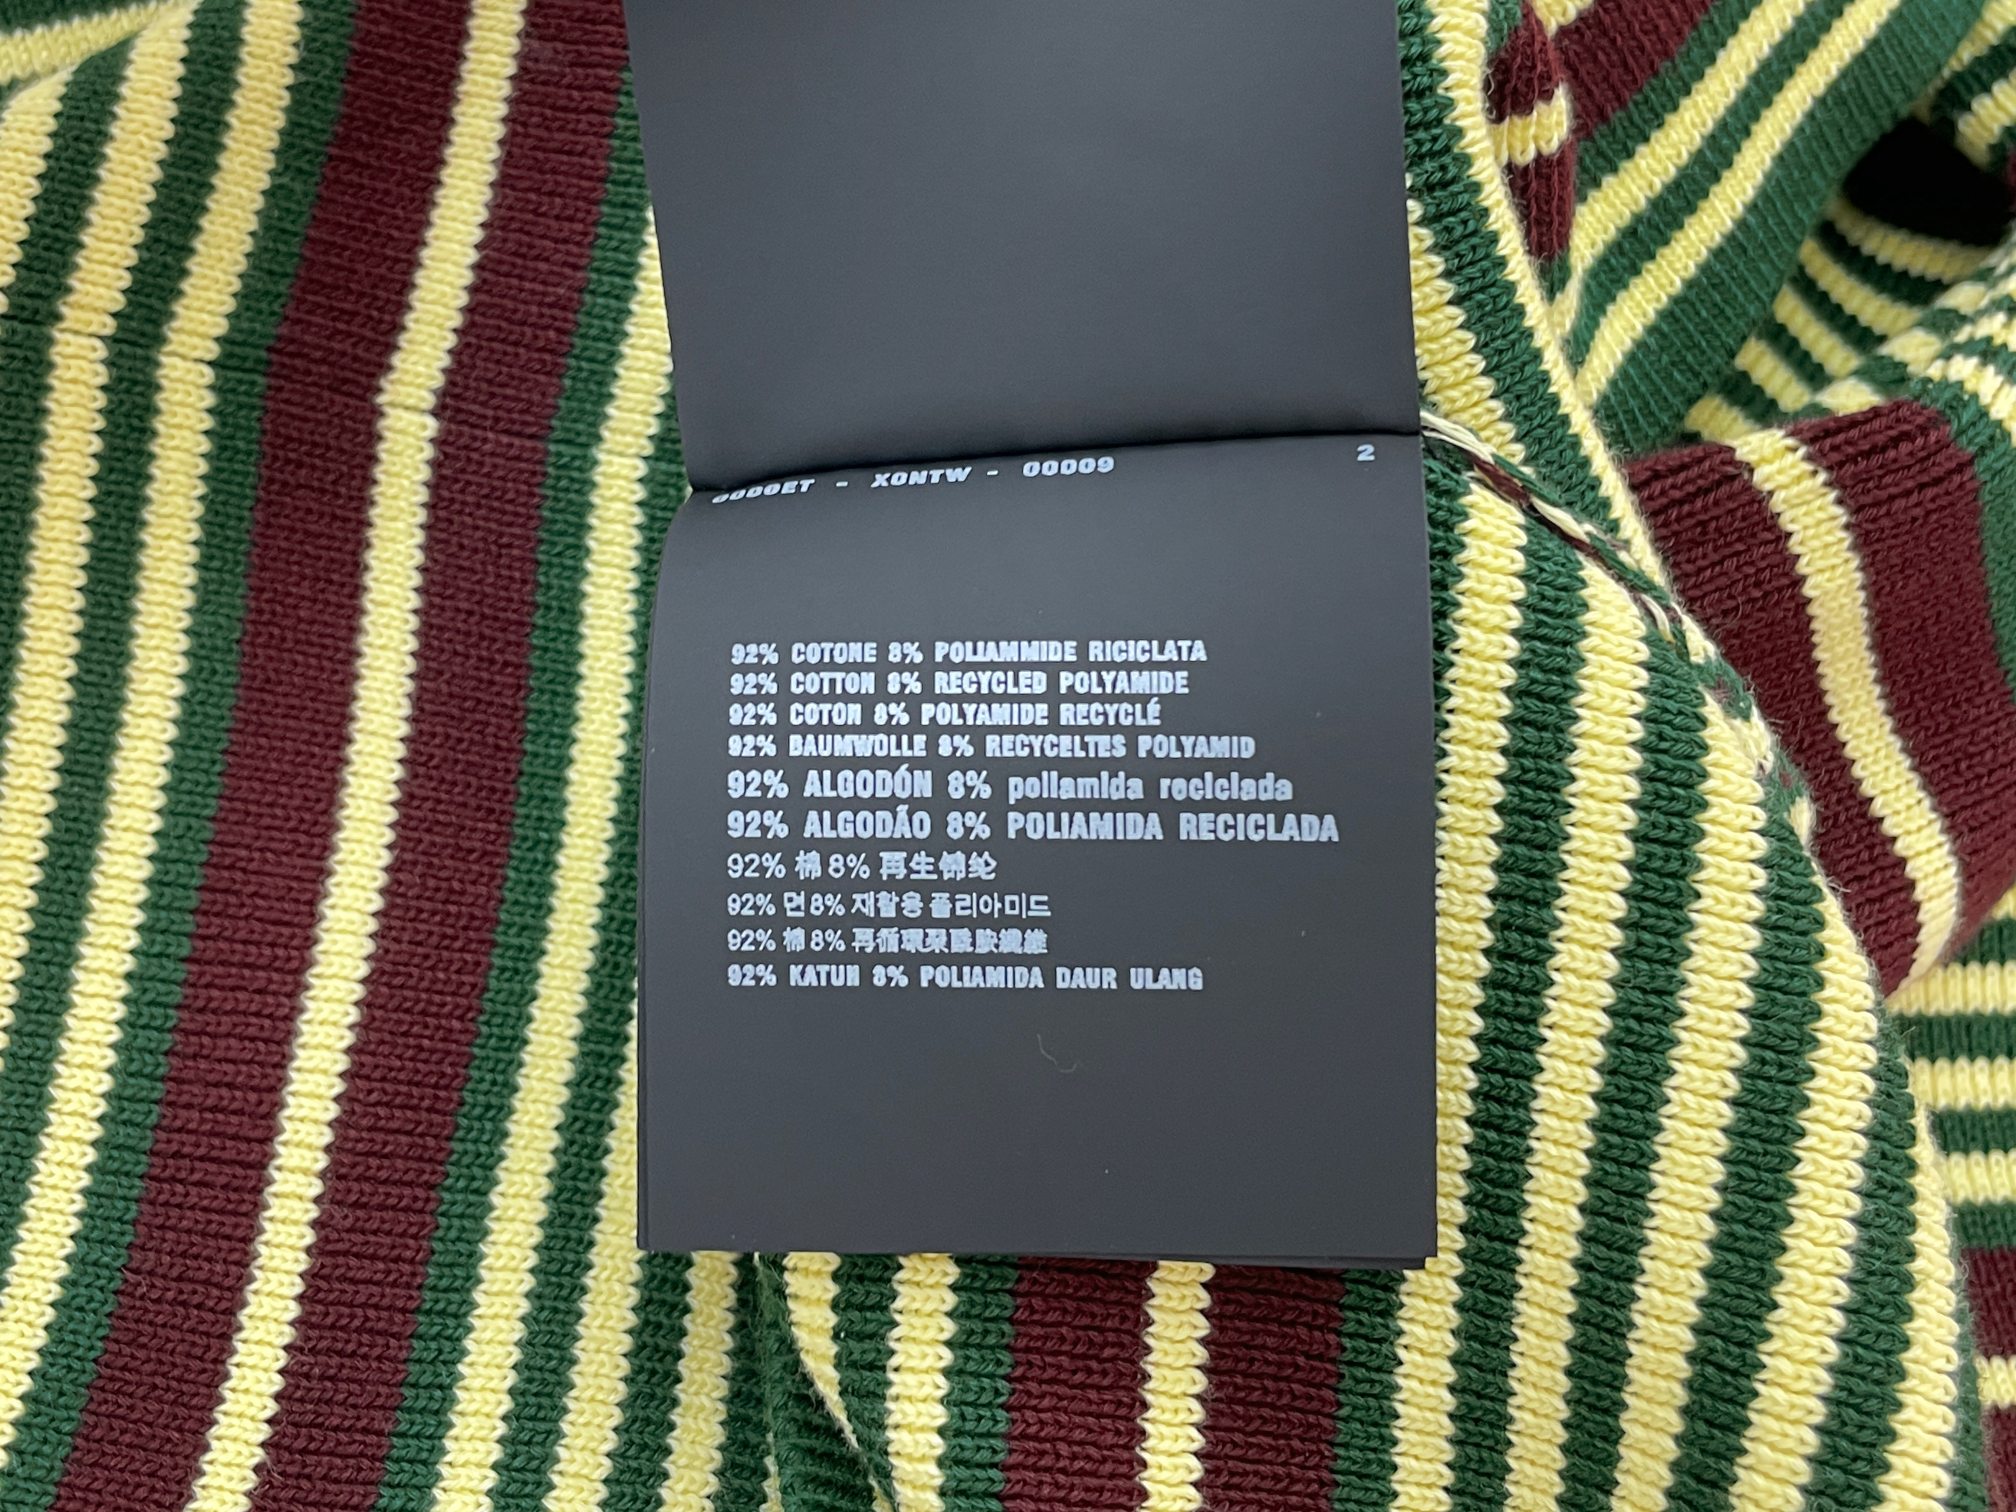 - XONTW - 00009 2
92% COTONE 8% POLIAMMIDE RICICLATA
92% COTTON 8% RECYCLED POLYAMIDE
92% COTON 8% POLYAMIDE RECYCLÉ
92% BAUMWOLLE 8% RECYCELTES POLYAMID
92% ALGODÓN 8% poliamida reciclada
92% ALGODÃO 8% POLIAMIDA RECICLADA
92% 棉 8% 再生锦纶
92% 면 8% 재활용 폴리아미드
92% 棉 8% 再循環聚醯胺纖維
92% KATUN 8% POLIAMIDA DAUR ULANG